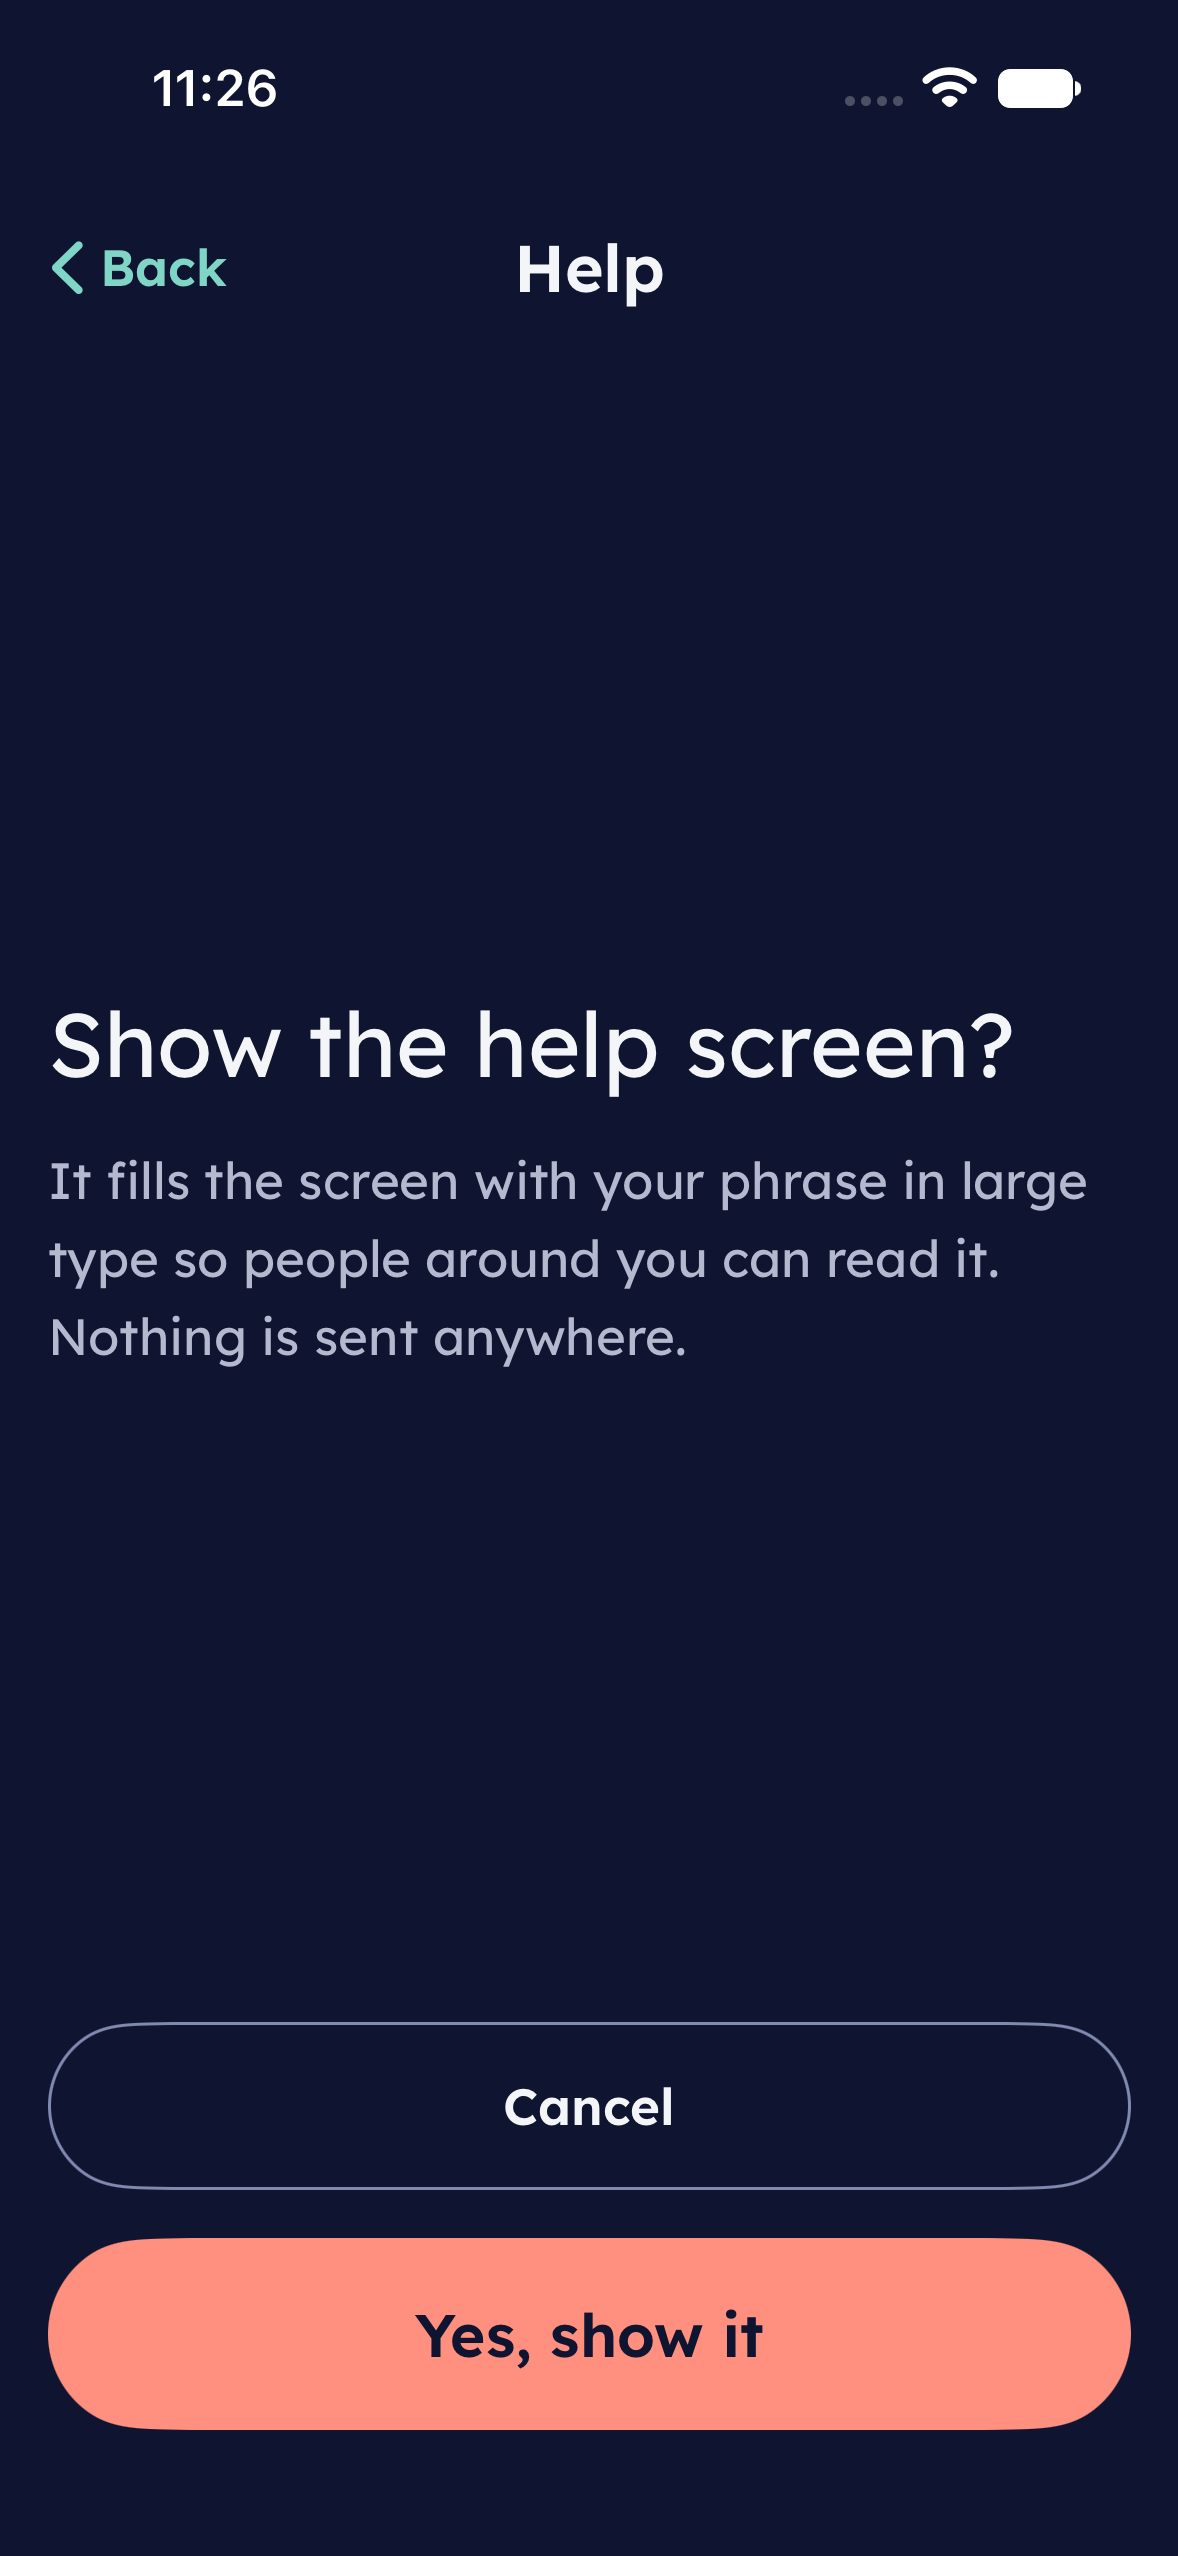 11:26
Back
Help
Show the help screen?
It fills the screen with your phrase in large
type so people around you can read it.
Nothing is sent anywhere.
Cancel
Yes, show it